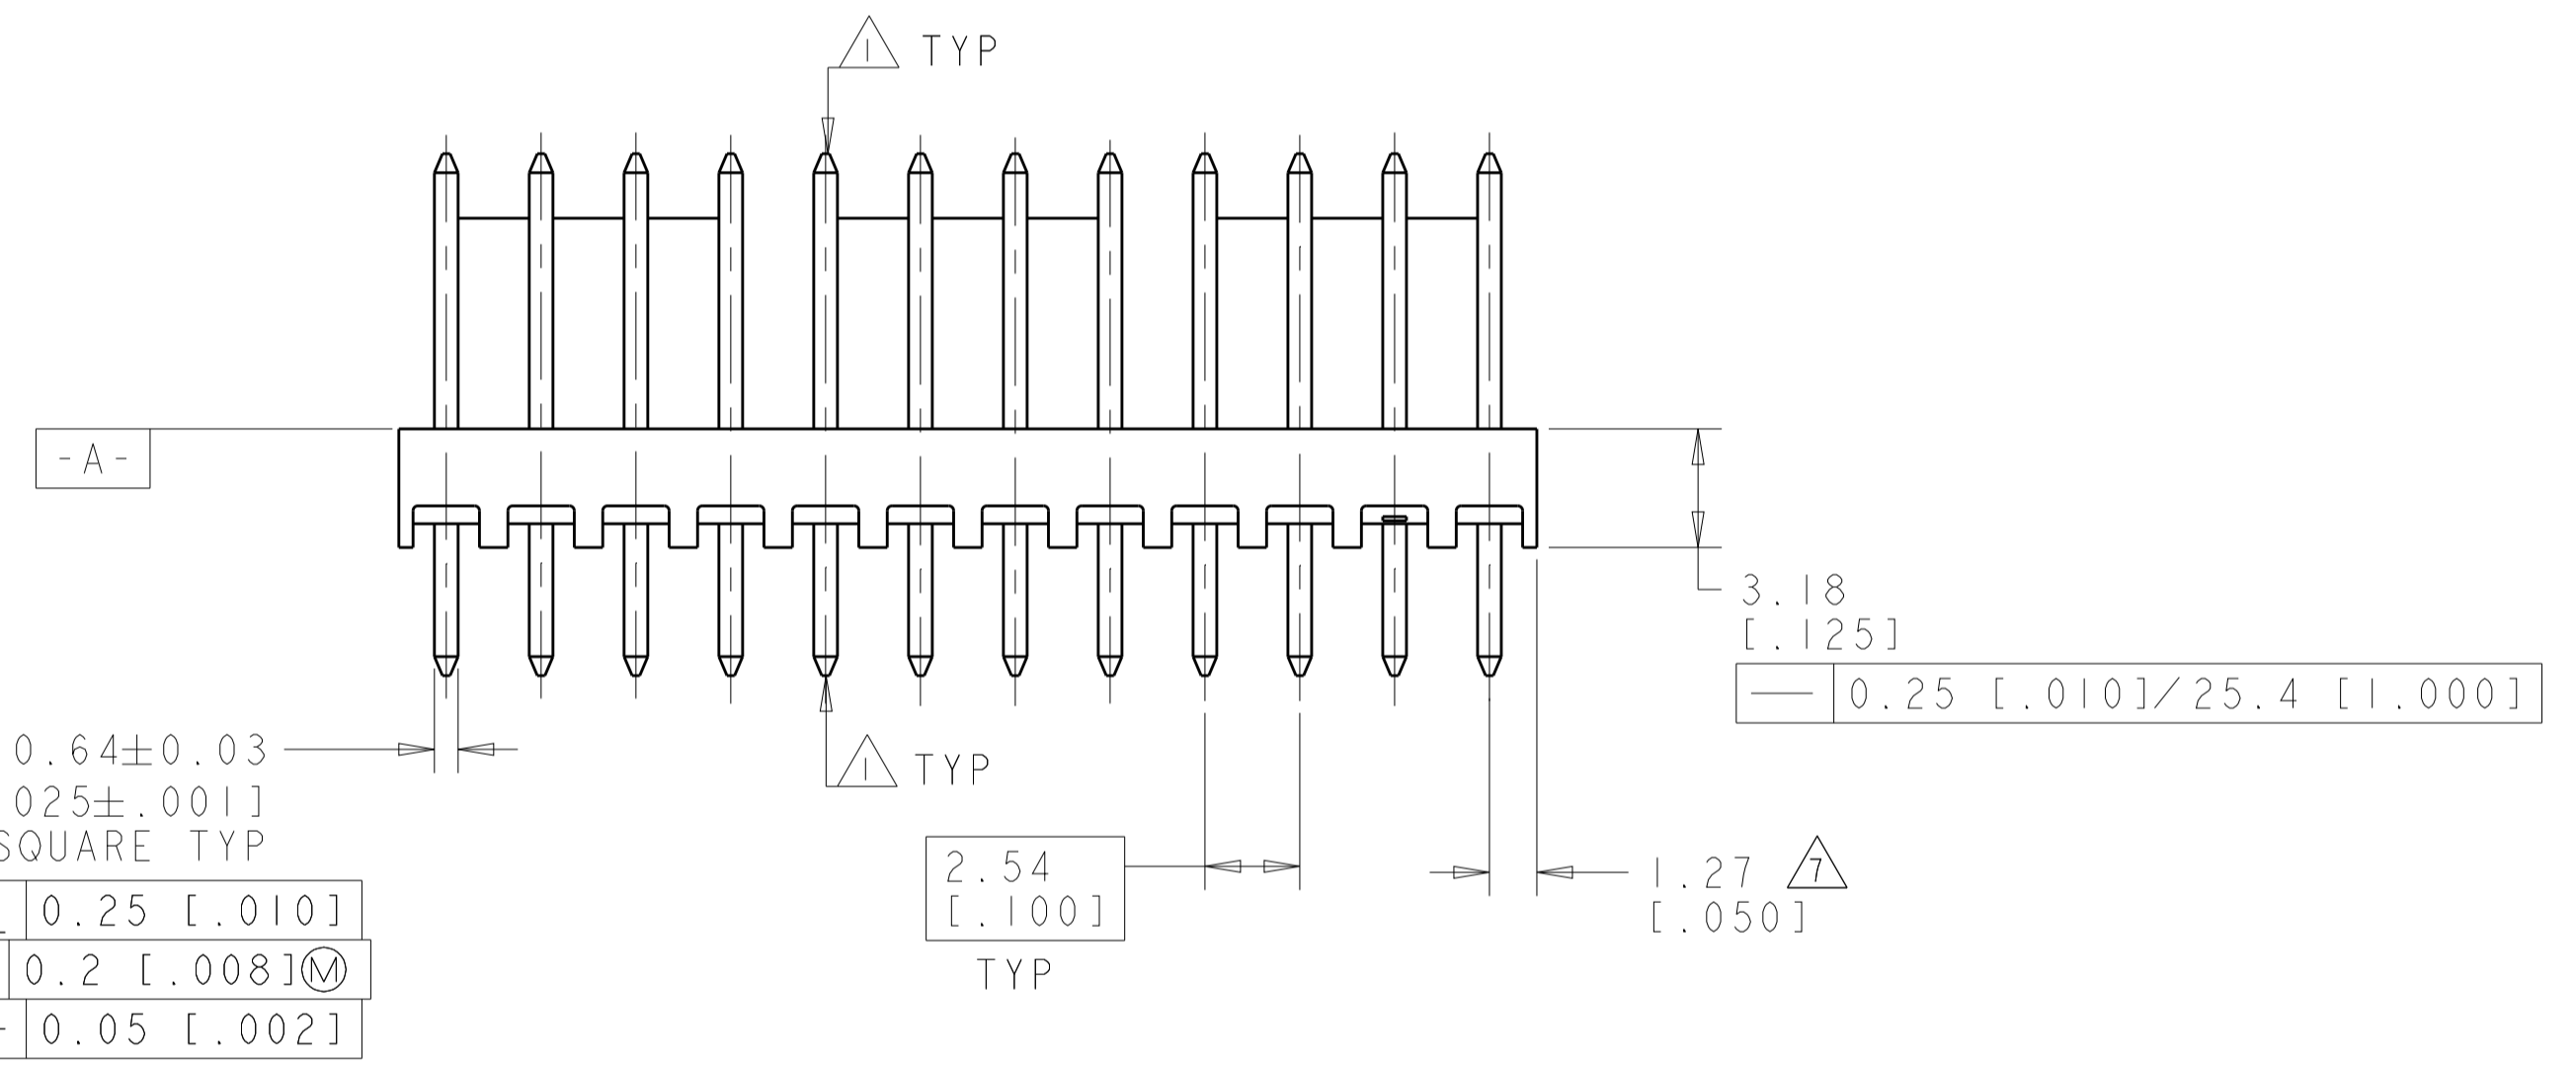 1 TYP
-A-
3.18
[.125]
0.25 [.010]/25.4 [1.000]
0.64±0.03
025±.001]
SQUARE TYP
0.25 [.010]
0.2 [.008]Ⓜ
0.05 [.002]
1 TYP
2.54
[.100]
TYP
1.27 7
[.050]